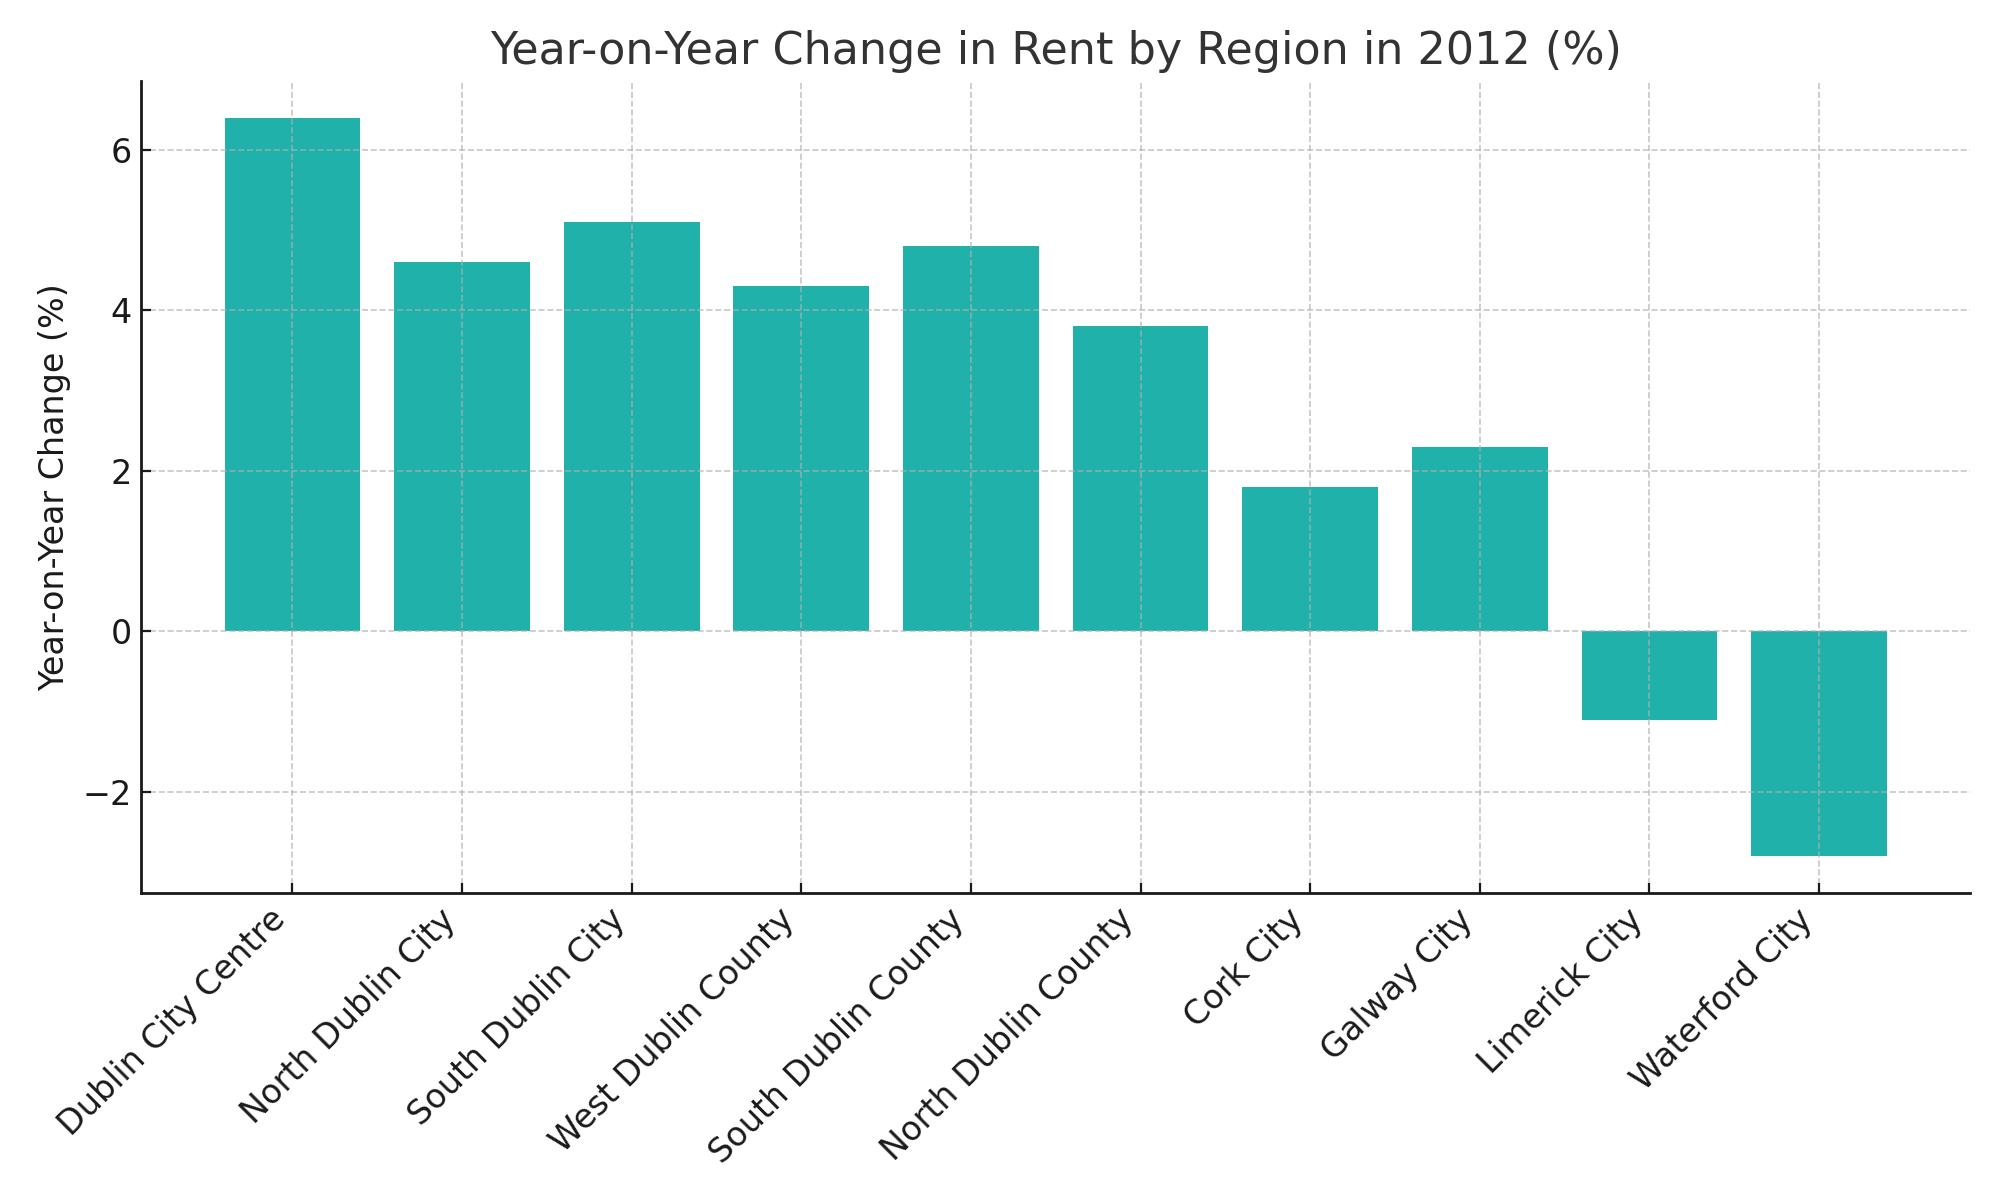 Year-on-Year Change in Rent by Region in 2012 (%)
Year-on-Year Change (%)
6
4
2
0
−2
Dublin City Centre
North Dublin City
South Dublin City
West Dublin County
South Dublin County
North Dublin County
Cork City
Galway City
Limerick City
Waterford City